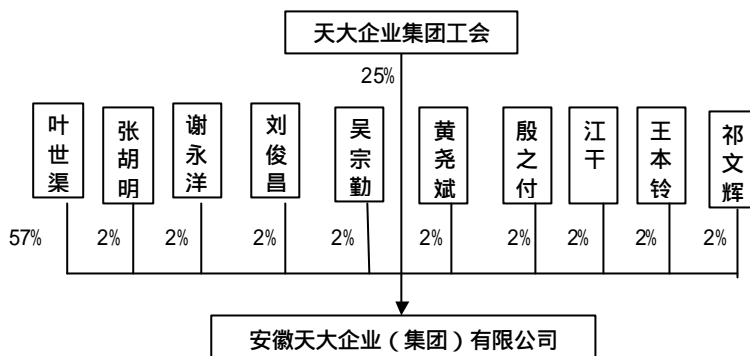 天大企业集团工会
25%
叶世渠
张胡明
谢永洋
刘俊昌
吴宗勤
黄尧斌
殷之付
江干
王本铃
祁文辉
57% 2% 2% 2% 2% 2% 2% 2% 2% 2%
安徽天大企业（集团）有限公司